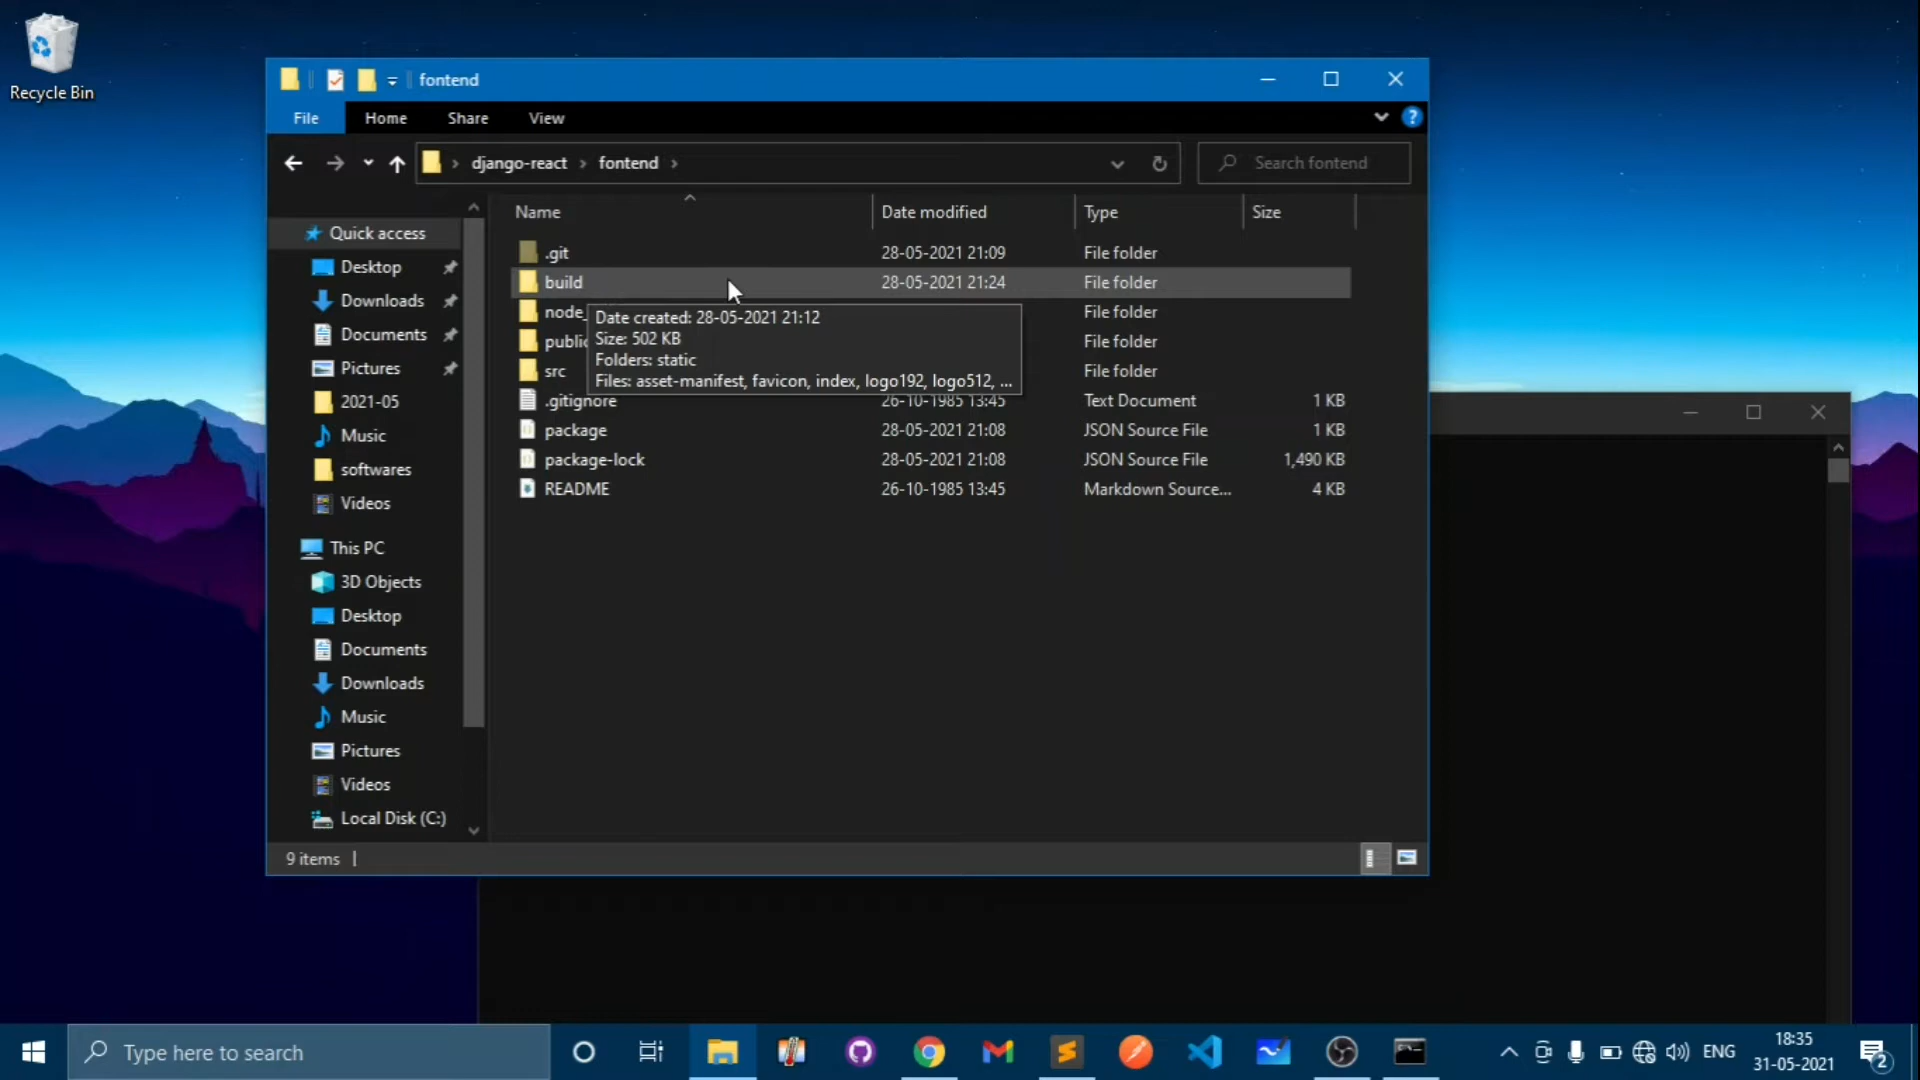 Recycle Bin
fontend
File Home Share View
django-react fontend
Search fontend
Name Date modified Type Size
Quick access
Desktop
Downloads
Documents
Pictures
2021-05
Music
softwares
Videos
This PC
3D Objects
Desktop
Documents
Downloads
Music
Pictures
Videos
Local Disk (C:)
.git 28-05-2021 21:09 File folder
build 28-05-2021 21:24 File folder
node_ File folder
public File folder
src File folder
Date created: 28-05-2021 21:12
Size: 502 KB
Folders: static
Files: asset-manifest, favicon, index, logo192, logo512, ...
.gitignore 26-10-1985 13:45 Text Document 1 KB
package 28-05-2021 21:08 JSON Source File 1 KB
package-lock 28-05-2021 21:08 JSON Source File 1,490 KB
README 26-10-1985 13:45 Markdown Source... 4 KB
9 items
Type here to search
ENG
18:35
31-05-2021
2